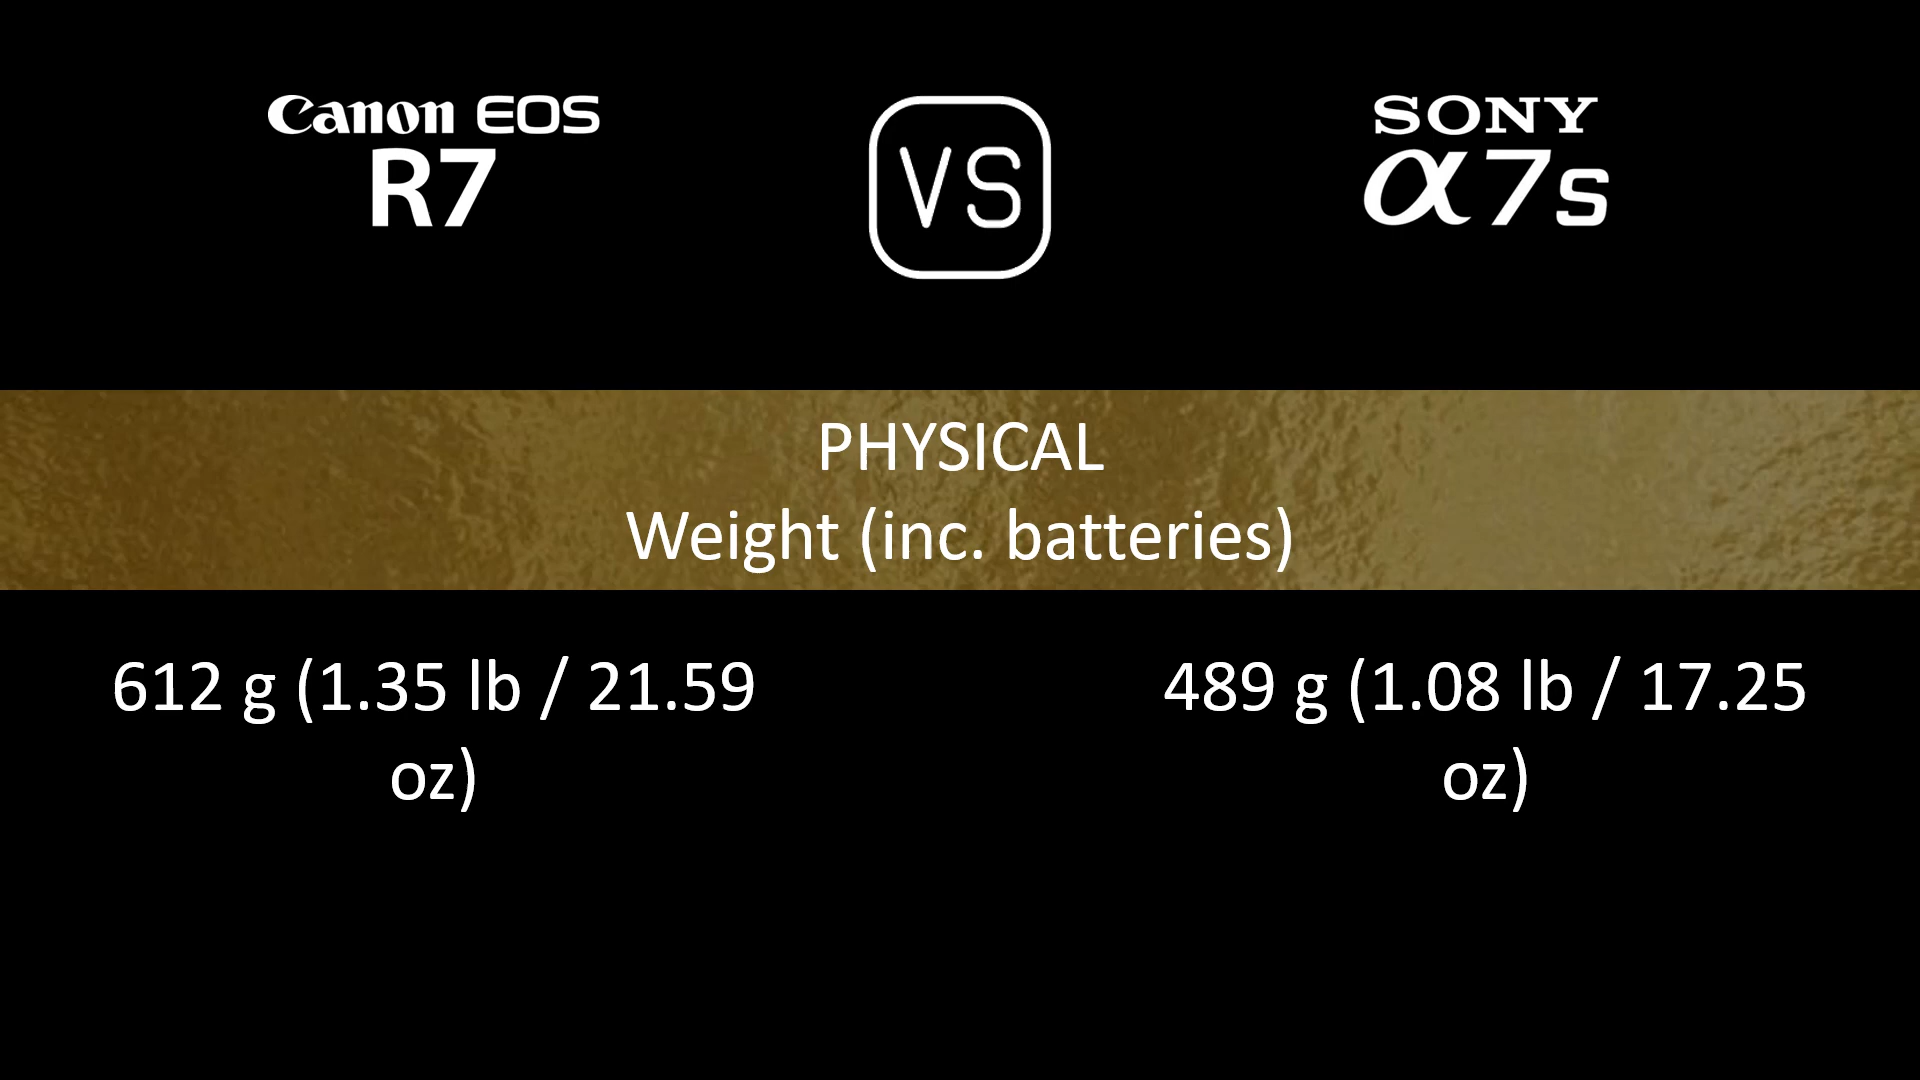 Canon EOS
R7
VS
SONY
α7s
PHYSICAL
Weight (inc. batteries)
612 g (1.35 lb / 21.59
oz)
489 g (1.08 lb / 17.25
oz)